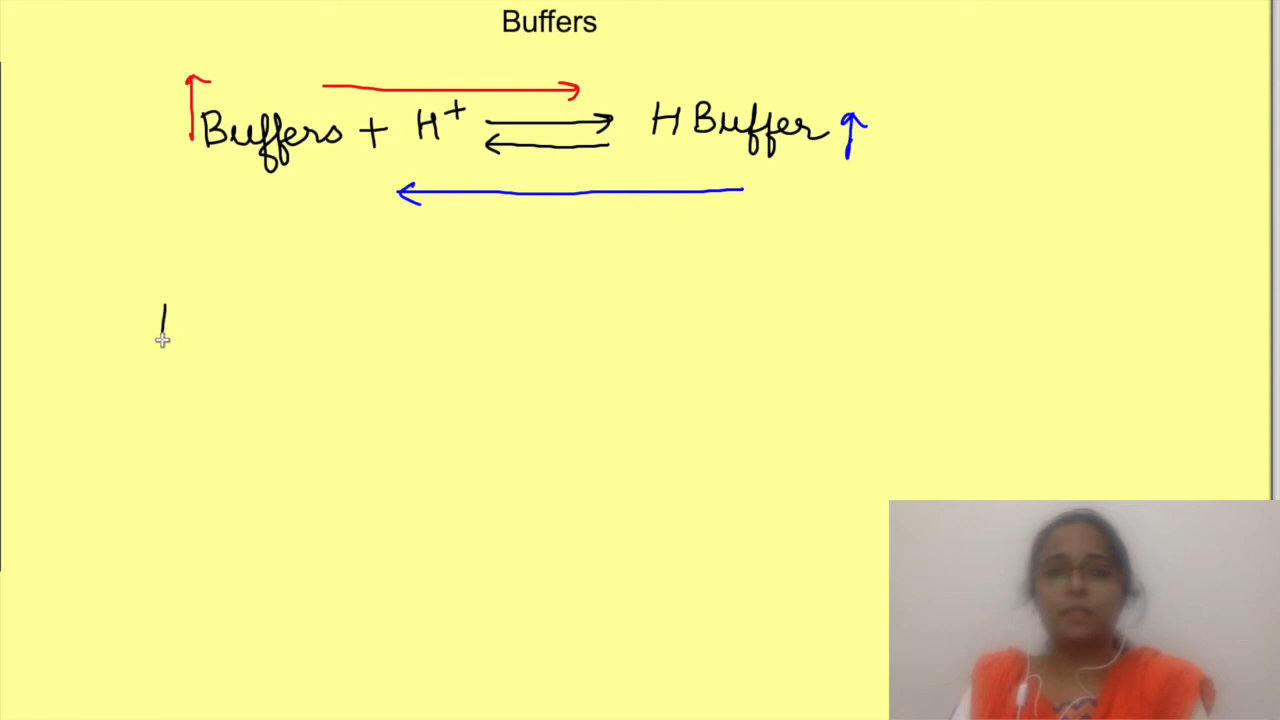 Buffers
↑Buffers + H⁺ ⇌ H Buffer ↑